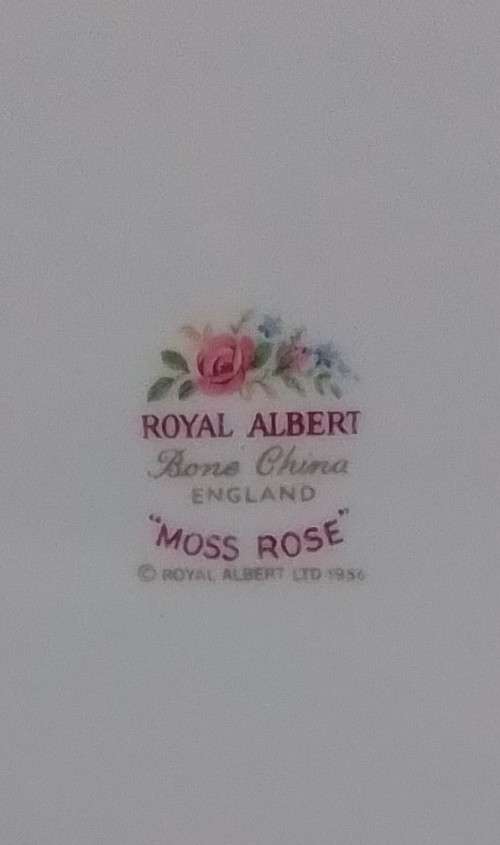 ROYAL ALBERT
Bone China
ENGLAND
"MOSS ROSE"
© ROYAL ALBERT LTD 1956